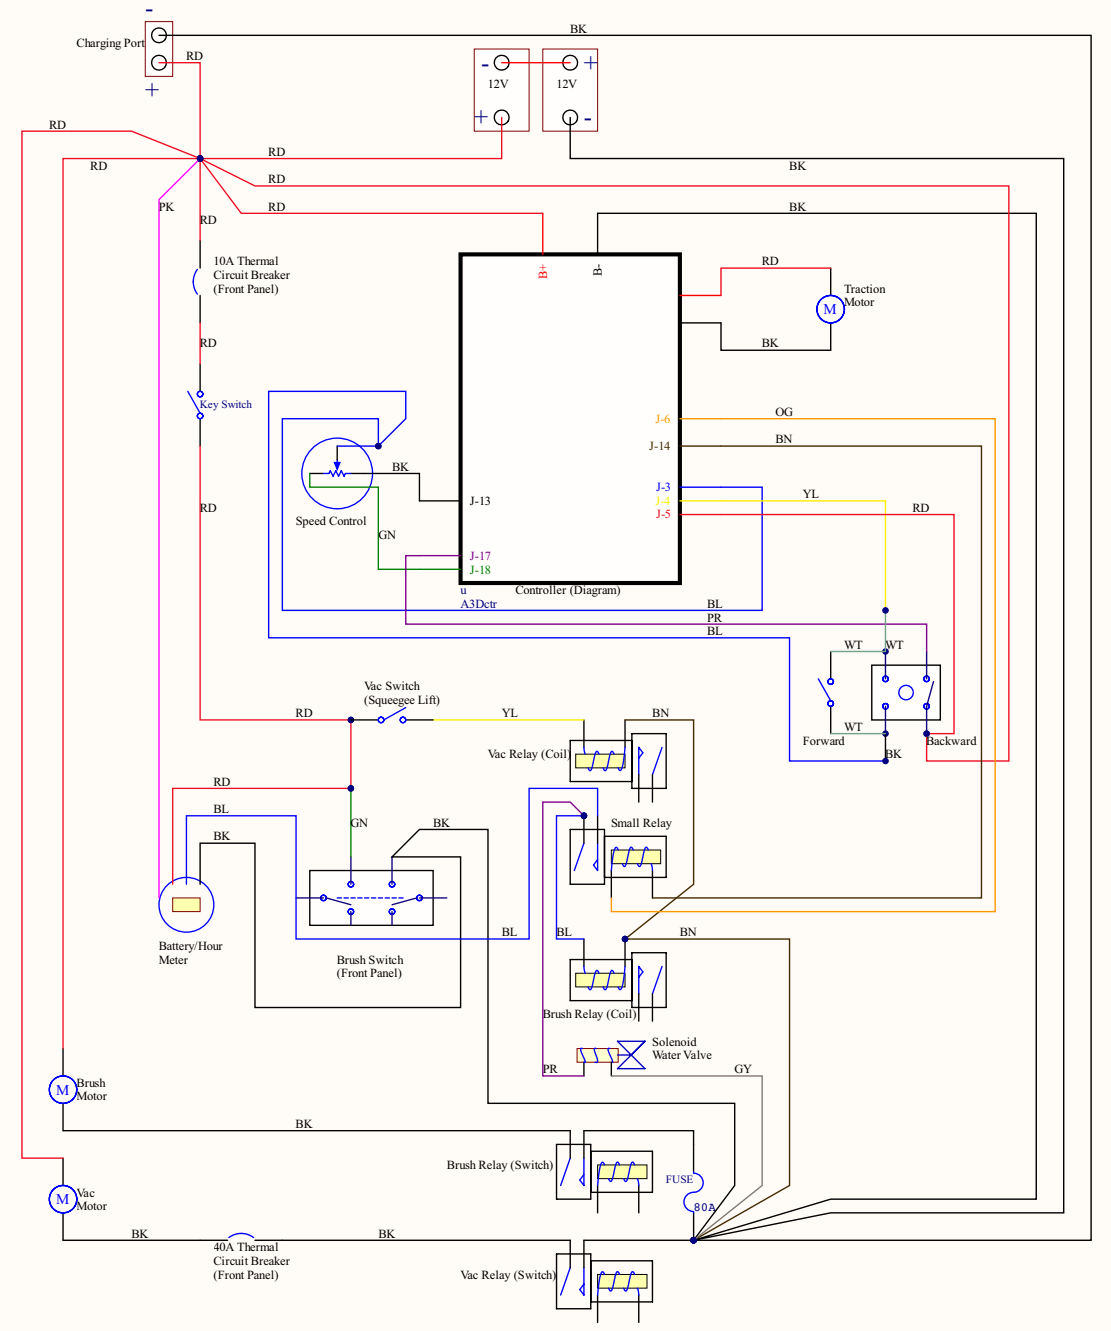 -
BK
Charging Port
RD
+
-
+
12V
12V
+
-
RD
RD
RD
BK
RD
PK
RD
BK
RD
10A Thermal
Circuit Breaker
(Front Panel)
B+
B-
RD
Traction
Motor
M
RD
BK
Key Switch
J-6
OG
J-14
BN
BK
J-3
J-4
YL
J-5
RD
J-13
RD
Speed Control
GN
J-17
J-18
u
Controller (Diagram)
A3Dctr
BL
PR
BL
WT
WT
Vac Switch
(Squeegee Lift)
RD
YL
BN
WT
Forward
Backward
BK
Vac Relay (Coil)
RD
BL
GN
BK
Small Relay
BK
Battery/Hour
Meter
Brush Switch
(Front Panel)
BL
BL
BN
Brush Relay (Coil)
Solenoid
Water Valve
PR
GY
M
Brush
Motor
BK
Brush Relay (Switch)
FUSE
80A
M
Vac
Motor
BK
BK
40A Thermal
Circuit Breaker
(Front Panel)
Vac Relay (Switch)